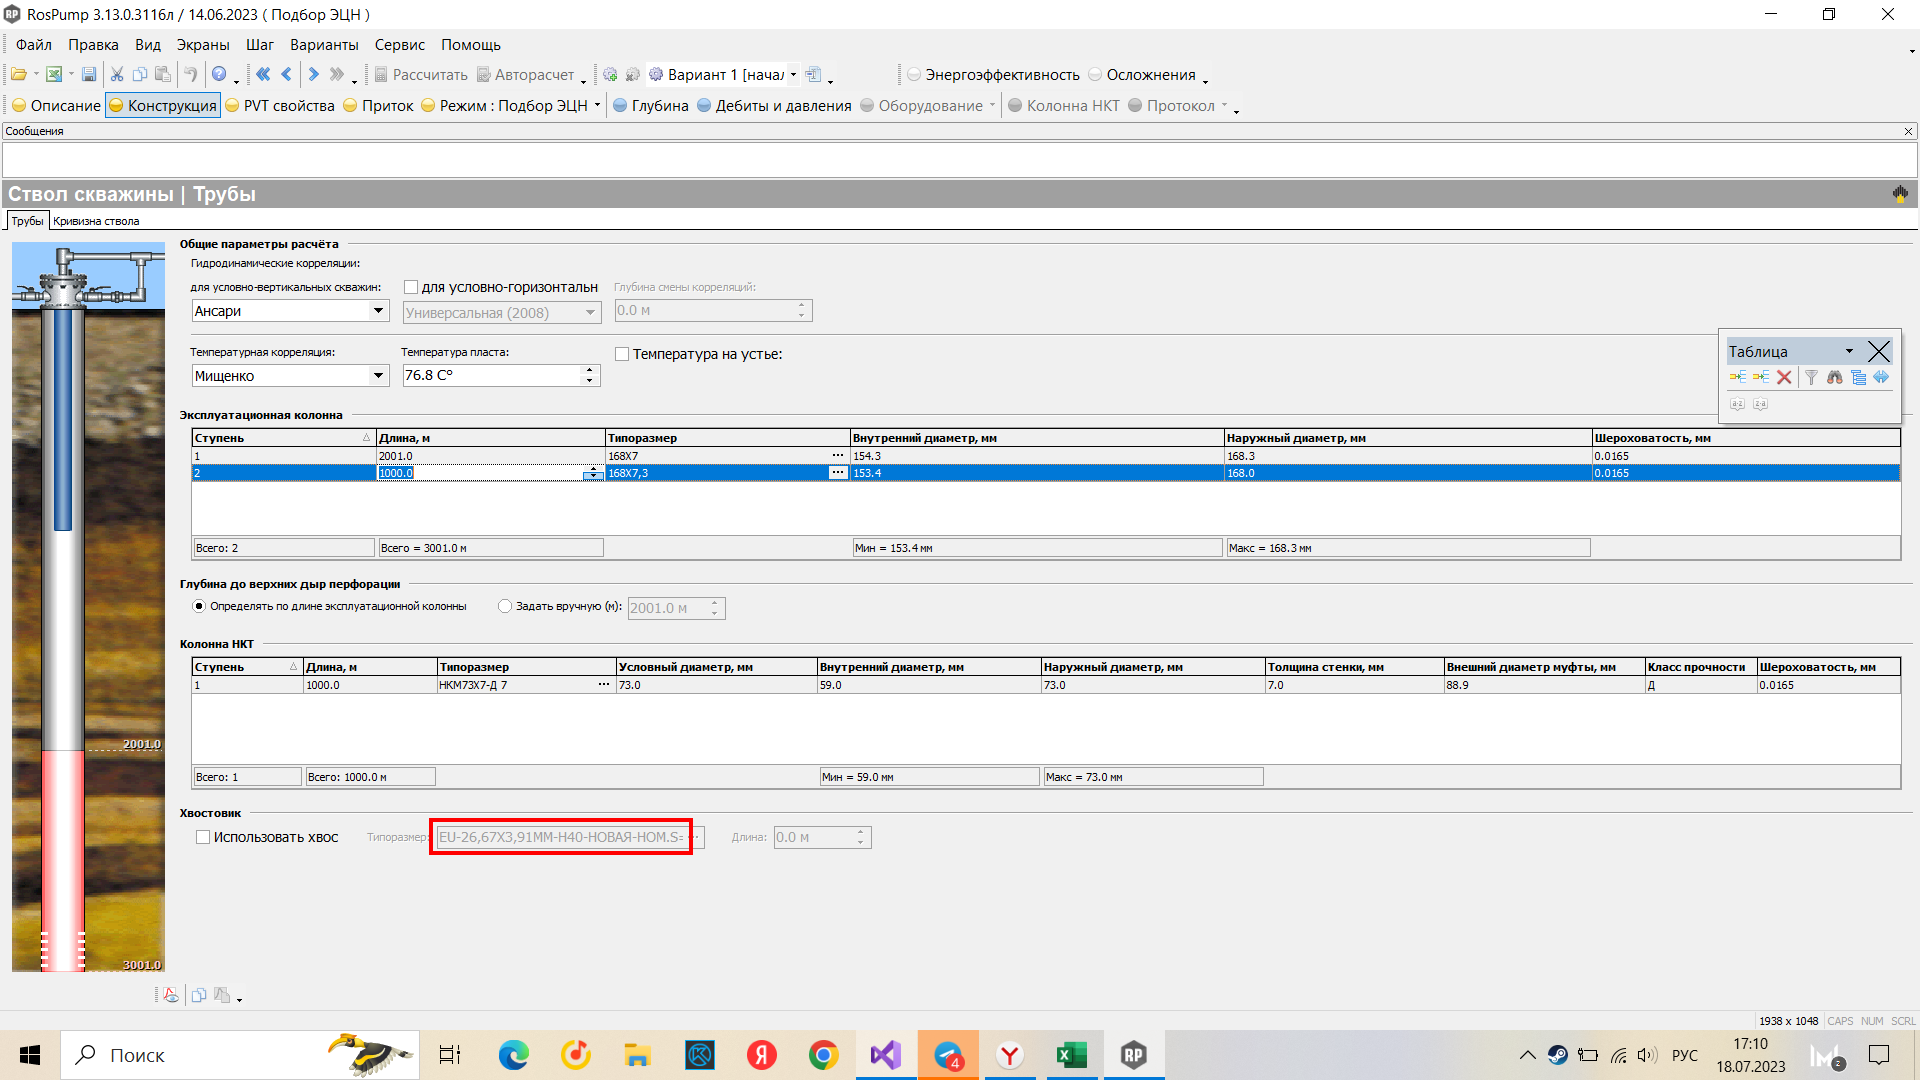 RosPump 3.13.0.3116л / 14.06.2023 ( Подбор ЭЦН )
Файл Правка Вид Экраны Шаг Варианты Сервис Помощь
Рассчитать Авторасчет Вариант 1 [начал Энергоэффективность Осложнения
Описание Конструкция PVT свойства Приток Режим : Подбор ЭЦН Глубина Дебиты и давления Оборудование Колонна НКТ Протокол
Сообщения
Ствол скважины | Трубы
Трубы Кривизна ствола
Общие параметры расчёта
Гидродинамические корреляции:
для условно-вертикальных скважин: для условно-горизонтальн Глубина смены корреляций:
Ансари Универсальная (2008) 0.0 м
Температурная корреляция: Температура пласта: Температура на устье:
Мищенко 76.8 С°
Таблица
a-z z-a
Эксплуатационная колонна
Ступень Длина, м Типоразмер Внутренний диаметр, мм Наружный диаметр, мм Шероховатость, мм
1 2001.0 168X7 ... 154.3 168.3 0.0165
2 1000.0 168X7,3 ... 153.4 168.0 0.0165
Всего: 2 Всего = 3001.0 м Мин = 153.4 мм Макс = 168.3 мм
Глубина до верхних дыр перфорации
Определять по длине эксплуатационной колонны Задать вручную (м): 2001.0 м
Колонна НКТ
Ступень Длина, м Типоразмер Условный диаметр, мм Внутренний диаметр, мм Наружный диаметр, мм Толщина стенки, мм Внешний диаметр муфты, мм Класс прочности Шероховатость, мм
1 1000.0 НКМ73Х7-Д 7 ... 73.0 59.0 73.0 7.0 88.9 Д 0.0165
Всего: 1 Всего: 1000.0 м Мин = 59.0 мм Макс = 73.0 мм
Хвостовик
Использовать хвос Типоразмер: EU-26,67X3,91MM-H40-НОВАЯ-НОМ.S= Длина: 0.0 м
2001.0
3001.0
1938 x 1048 CAPS NUM SCRL
Поиск
Я
Y
4
RP
РУС
17:10
18.07.2023
2